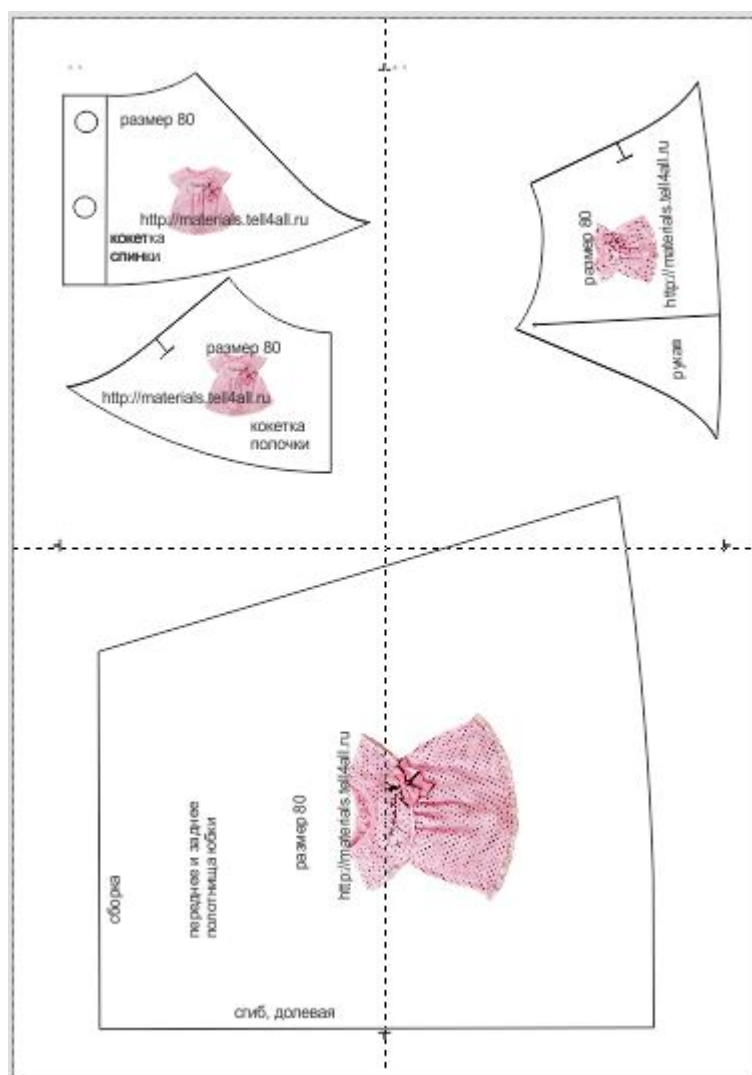 размер 80
http://materials.tell4all.ru
кокетка
спинки
размер 80
http://materials.tell4all.ru
кокетка
полочки
размер 80
http://materials.tell4all.ru
рукав
сборка
переднее и заднее
полотнища юбки
размер 80
http://materials.tell4all.ru
сгиб, долевая